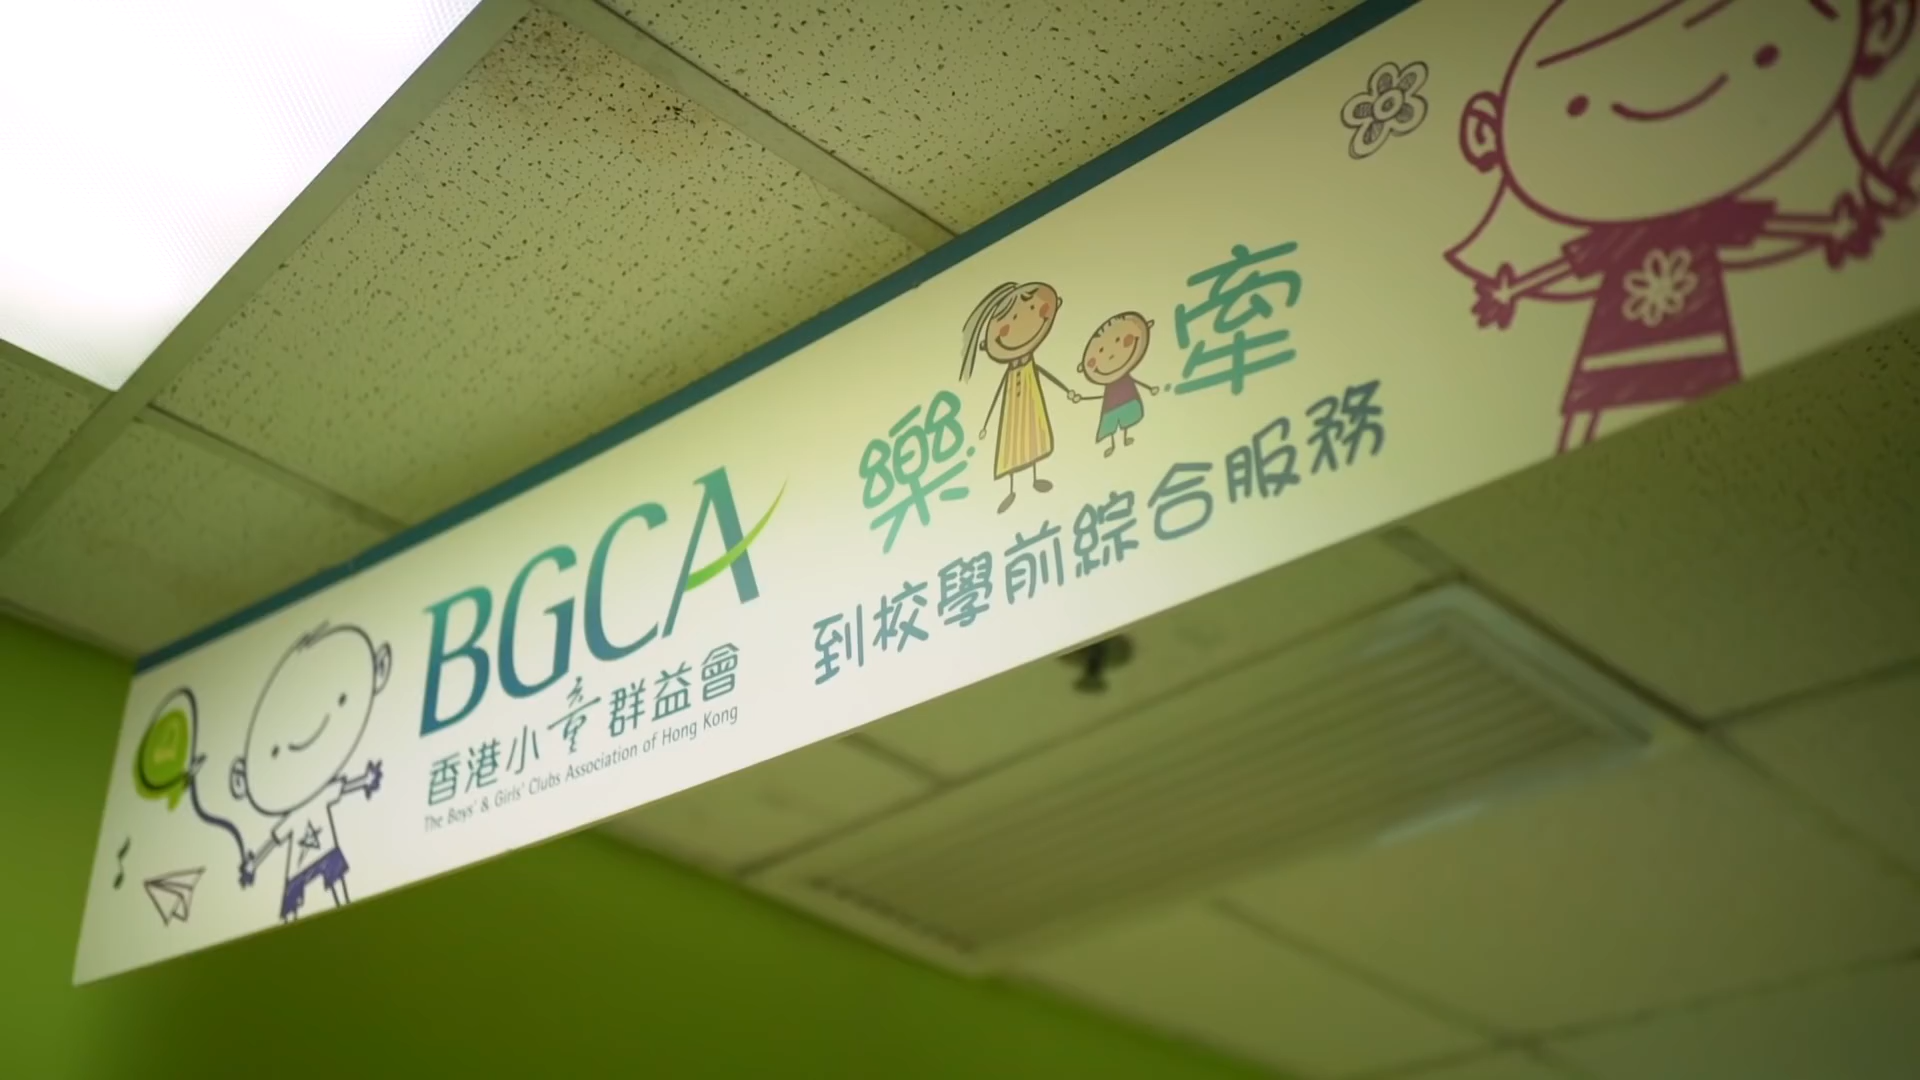 BGCA
香港小童群益會
The Boys' & Girls' Clubs Association of Hong Kong
樂牽
到校學前綜合服務